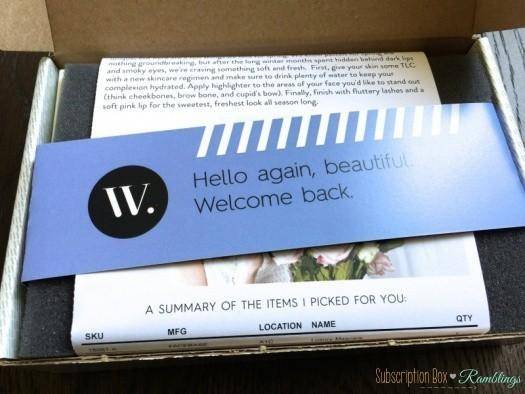 nothing groundbreaking, but after the long winter months spent hidden behind dark lips
and smoky eyes, we're craving something soft and fresh. First, give your skin some TLC
with a new skincare regimen and make sure to drink plenty of water to keep your
complexion hydrated. Apply highlighter to the areas of your face you'd like to stand out
(think cheekbones, brow bone, and cupid's bow). Finally, finish with fluttery lashes and a
soft pink lip for the sweetest, freshest look all season long.
W.
Hello again, beautiful.
Welcome back.
A SUMMARY OF THE ITEMS I PICKED FOR YOU:
SKU MFG LOCATION NAME QTY
Subscription Box Ramblings